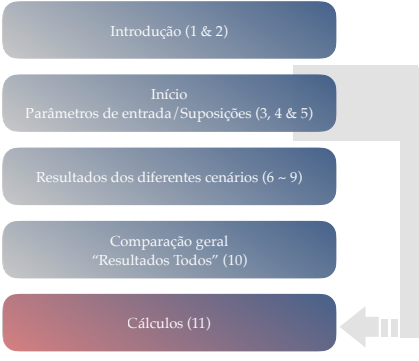 Introdução (1 & 2)
Início
Parâmetros de entrada/Suposições (3, 4 & 5)
Resultados dos diferentes cenários (6 ~ 9)
Comparação geral
“Resultados Todos” (10)
Cálculos (11)